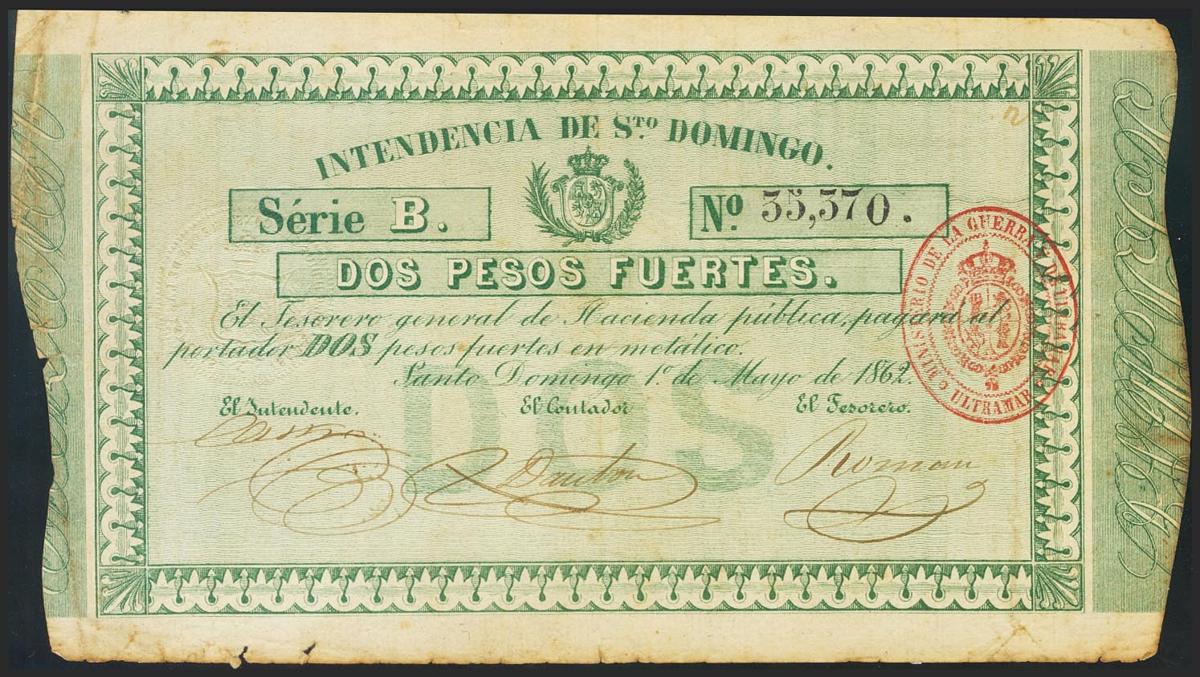 INTENDENCIA DE Sᵀᴼ DOMINGO.
Série B.
Nº 35,370.
DOS PESOS FUERTES.
El Tesorero general de Hacienda pública, pagará al
portador DOS pesos fuertes en metálico.
Santo Domingo 1º de Mayo de 1862.
El Intendente.
El Contador
El Tesorero.
DOS
Roman
MINISTERIO DE LA GUERRA Y DE ULTRAMAR
ULTRAMAR